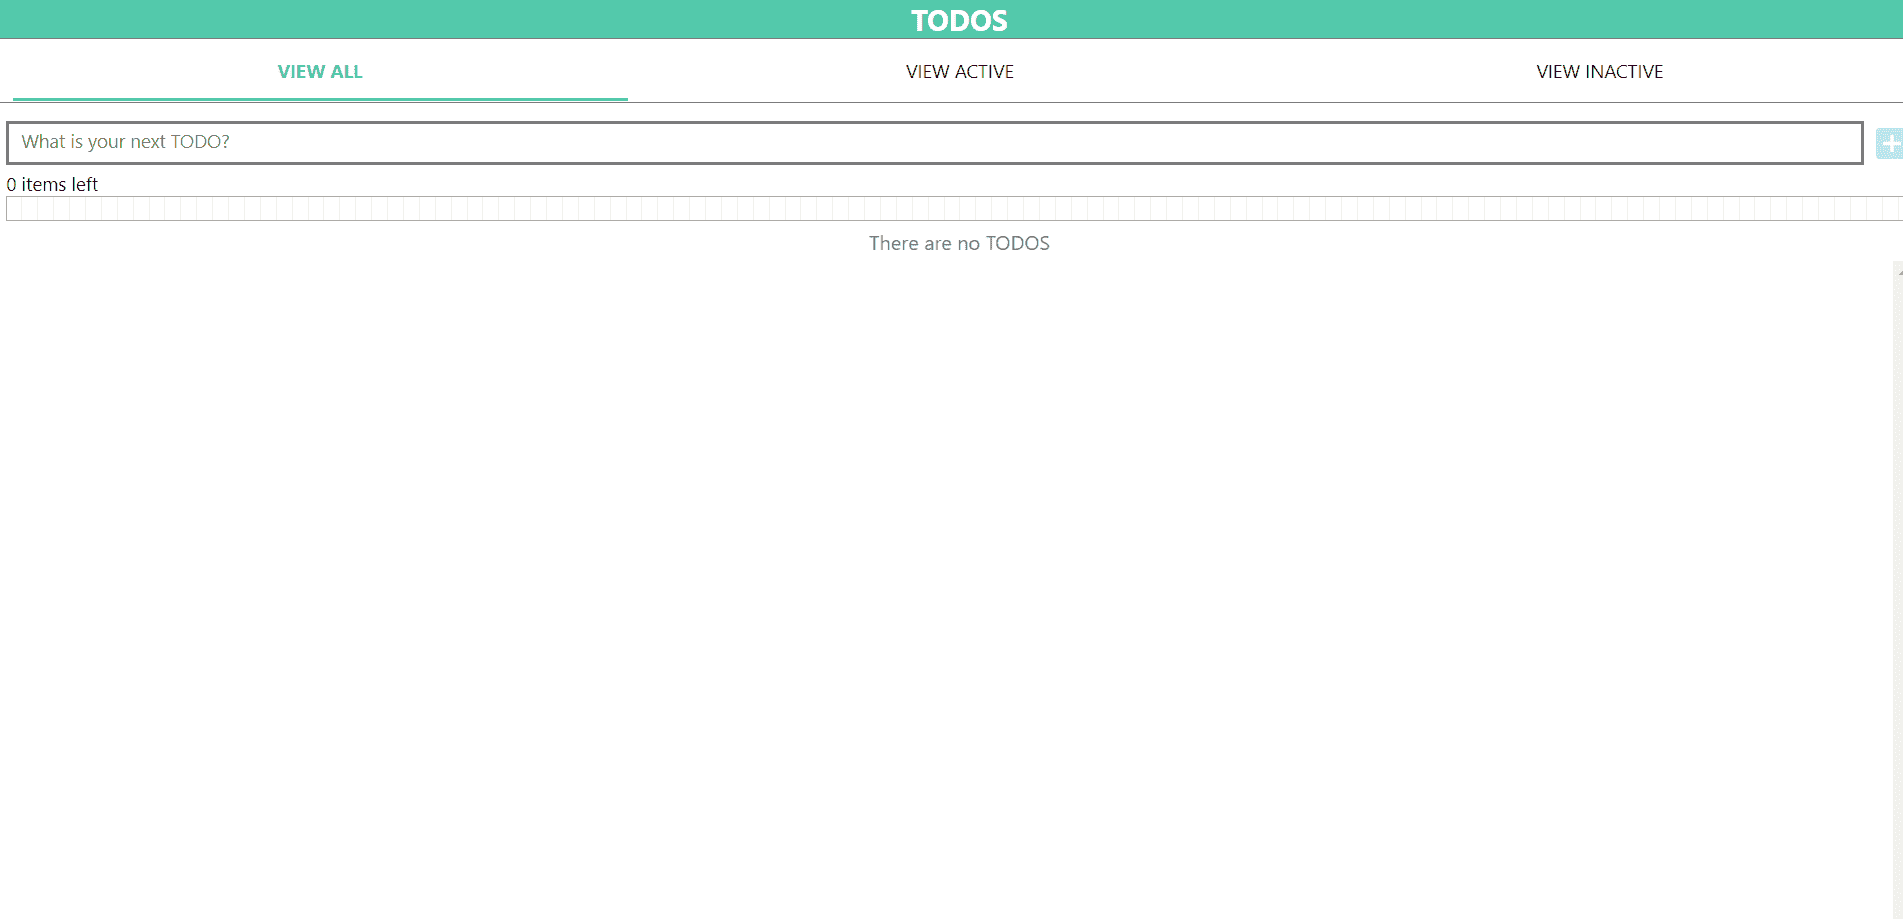 TODOS
VIEW ALL
VIEW ACTIVE
VIEW INACTIVE
What is your next TODO?
0 items left
There are no TODOS